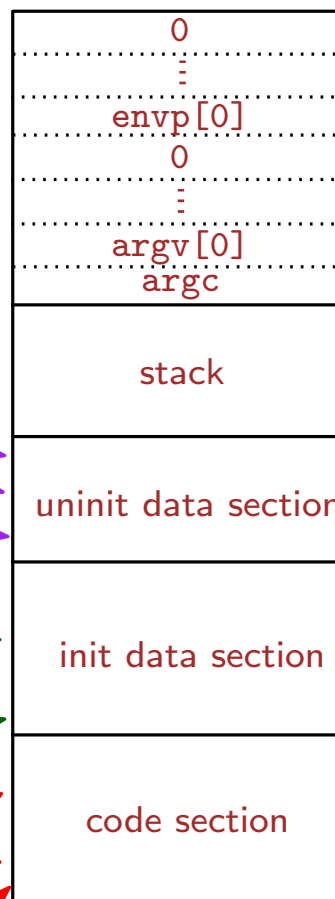 0
⋮
envp[0]
0
⋮
argv[0]
argc
stack
uninit data section
init data section
code section